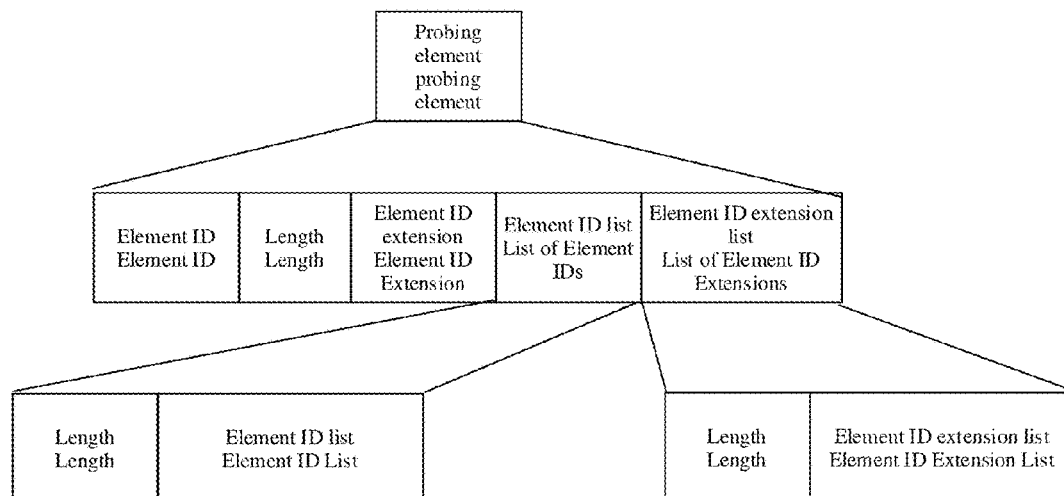 Probing
element
probing
element
Element ID
Element ID
Length
Length
Element ID
extension
Element ID
Extension
Element ID list
List of Element
IDs
Element ID extension
list
List of Element ID
Extensions
Length
Length
Element ID list
Element ID List
Length
Length
Element ID extension list
Element ID Extension List